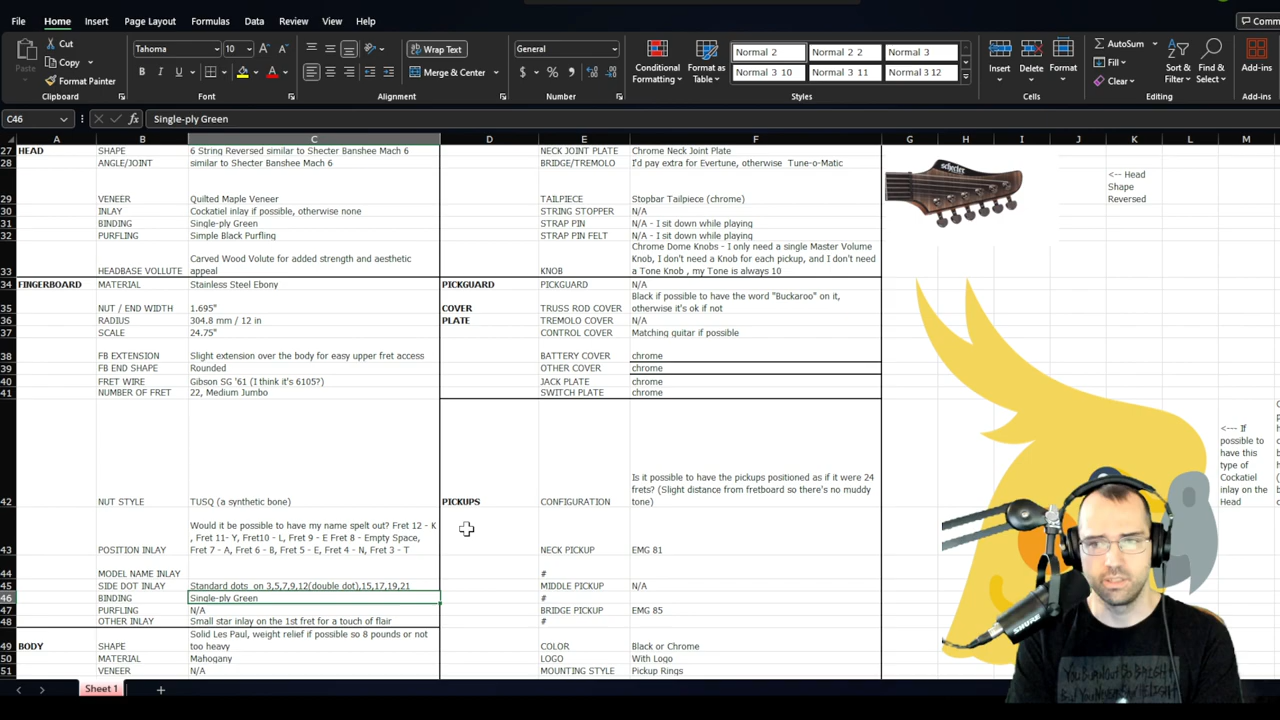 File Home Insert Page Layout Formulas Data Review View Help Comm
Cut
Copy
Format Painter
Paste
Clipboard
Tahoma 10
Font
Wrap Text
Merge & Center
Alignment
General
Number
Conditional Formatting
Format as Table
Normal 2 Normal 2 2 Normal 3
Normal 3 10 Normal 3 11 Normal 3 12
Styles
Insert Delete Format
Cells
AutoSum
Fill
Clear
Sort & Filter
Find & Select
Editing
Add-ins
Add-ins
C46 Single-ply Green
A B C D E F G H I J K L M
27 HEAD SHAPE 6 String Reversed similar to Shecter Banshee Mach 6 NECK JOINT PLATE Chrome Neck Joint Plate
28 ANGLE/JOINT similar to Shecter Banshee Mach 6 BRIDGE/TREMOLO I'd pay extra for Evertune, otherwise Tune-o-Matic
29 VENEER Quilted Maple Veneer TAILPIECE Stopbar Tailpiece (chrome)
30 INLAY Cockatiel inlay if possible, otherwise none STRING STOPPER N/A
31 BINDING Single-ply Green STRAP PIN N/A - I sit down while playing
32 PURFLING Simple Black Purfling STRAP PIN FELT N/A - I sit down while playing
33 HEADBASE VOLLUTE Carved Wood Volute for added strength and aesthetic appeal KNOB Chrome Dome Knobs - I only need a single Master Volume Knob, I don't need a Knob for each pickup, and I don't need a Tone Knob , my Tone is always 10
schecter
<-- Head
Shape
Reversed
34 FINGERBOARD MATERIAL Stainless Steel Ebony PICKGUARD PICKGUARD N/A
35 NUT / END WIDTH 1.695" COVER TRUSS ROD COVER Black if possible to have the word "Buckaroo" on it, otherwise it's ok if not
36 RADIUS 304.8 mm / 12 in PLATE TREMOLO COVER N/A
37 SCALE 24.75" CONTROL COVER Matching guitar if possible
38 FB EXTENSION Slight extension over the body for easy upper fret access BATTERY COVER chrome
39 FB END SHAPE Rounded OTHER COVER chrome
40 FRET WIRE Gibson SG '61 (I think it's 6105?) JACK PLATE chrome
41 NUMBER OF FRET 22, Medium Jumbo SWITCH PLATE chrome
42 NUT STYLE TUSQ (a synthetic bone) PICKUPS CONFIGURATION Is it possible to have the pickups positioned as if it were 24 frets? (Slight distance from fretboard so there's no muddy tone)
<--- If
possible to
have this
type of
Cockatiel
inlay on the
Head
43 POSITION INLAY Would it be possible to have my name spelt out? Fret 12 - K , Fret 11- Y, Fret10 - L, Fret 9 - E Fret 8 - Empty Space, Fret 7 - A, Fret 6 - B, Fret 5 - E, Fret 4 - N, Fret 3 - T NECK PICKUP EMG 81
44 MODEL NAME INLAY #
45 SIDE DOT INLAY Standard dots on 3,5,7,9,12(double dot),15,17,19,21 MIDDLE PICKUP N/A
46 BINDING Single-ply Green #
47 PURFLING N/A BRIDGE PICKUP EMG 85
48 OTHER INLAY Small star inlay on the 1st fret for a touch of flair #
49 BODY SHAPE Solid Les Paul, weight relief if possible so 8 pounds or not too heavy COLOR Black or Chrome
50 MATERIAL Mahogany LOGO With Logo
51 VENEER N/A MOUNTING STYLE Pickup Rings
SHURE
Sheet 1